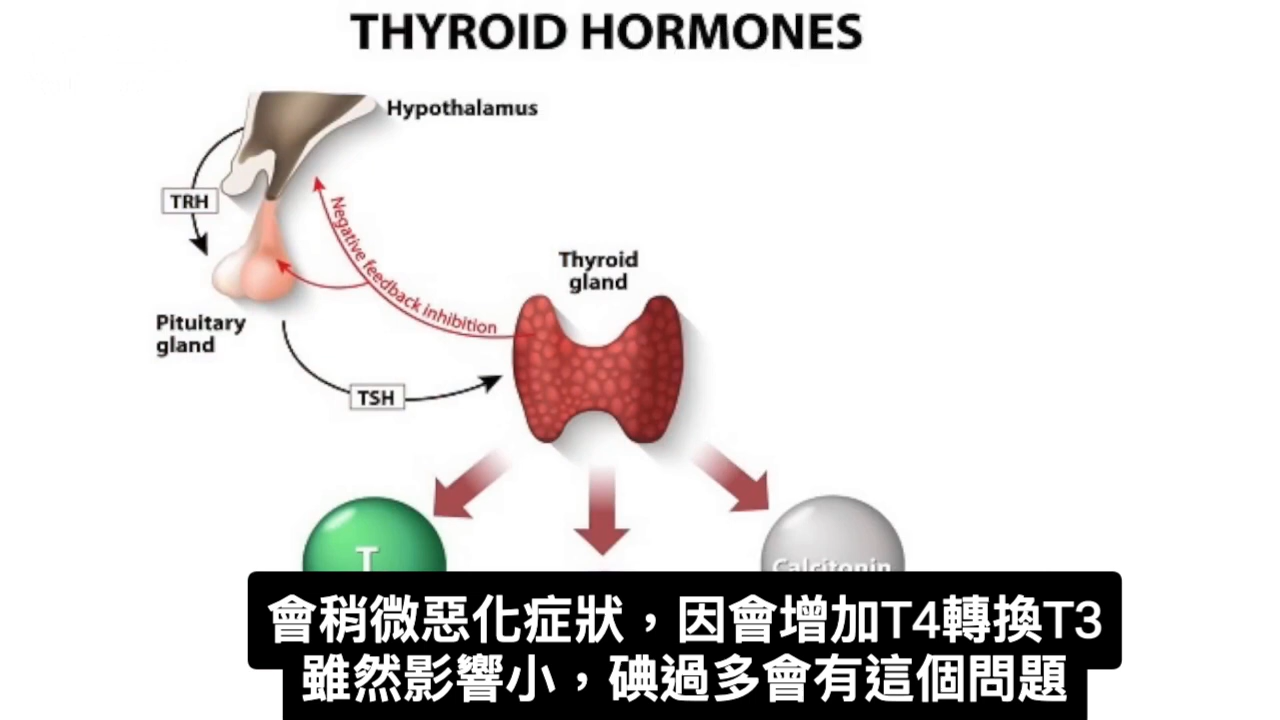 THYROID HORMONES
Hypothalamus
TRH
Negative feedback inhibition
Thyroid
gland
Pituitary
gland
TSH
T
Calcitonin
會稍微惡化症狀，因會增加T4轉換T3
雖然影響小，碘過多會有這個問題